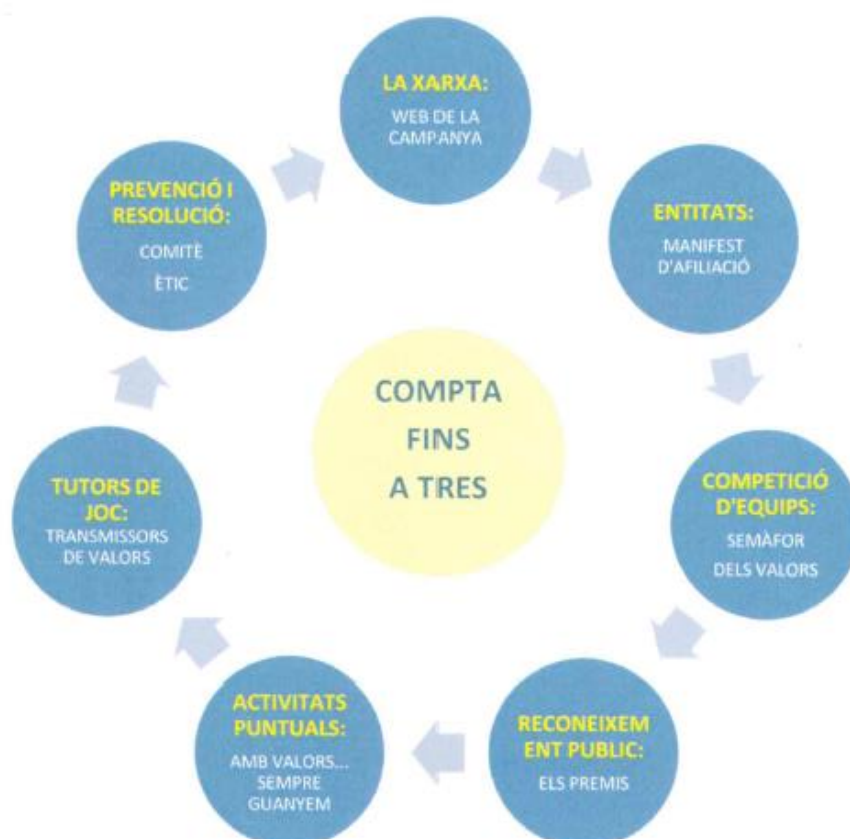 LA XARXA:
WEB DE LA
CAMPANYA
ENTITATS:
MANIFEST
D'AFILIACIÓ
COMPETICIÓ
D'EQUIPS:
SEMÀFOR
DELS VALORS
RECONEIXEM
ENT PUBLIC:
ELS PREMIS
ACTIVITATS
PUNTUALS:
AMB VALORS...
SEMPRE
GUANYEM
TUTORS DE
JOC:
TRANSMISSORS
DE VALORS
PREVENCIÓ I
RESOLUCIÓ:
COMITÈ
ÈTIC
COMPTA
FINS
A TRES